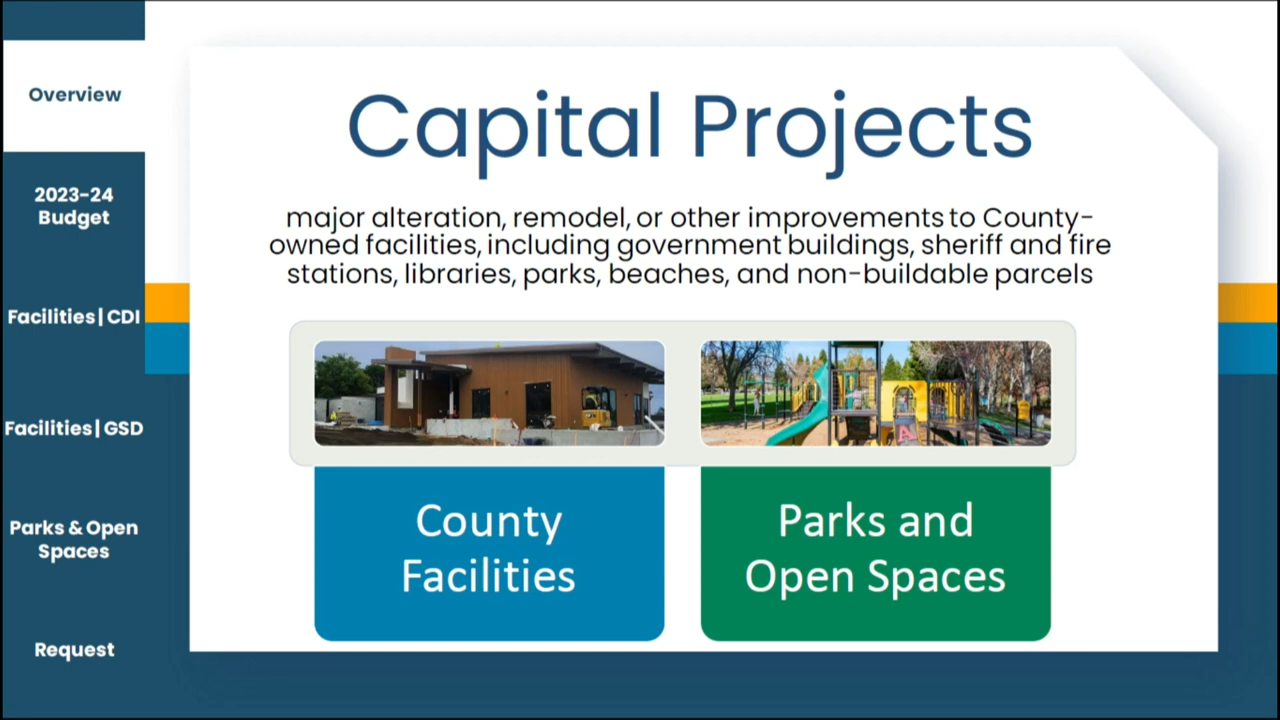 Overview
2023-24
Budget
Facilities | CDI
Facilities | GSD
Parks & Open
Spaces
Request
Capital Projects
major alteration, remodel, or other improvements to County-
owned facilities, including government buildings, sheriff and fire
stations, libraries, parks, beaches, and non-buildable parcels
County
Facilities
Parks and
Open Spaces